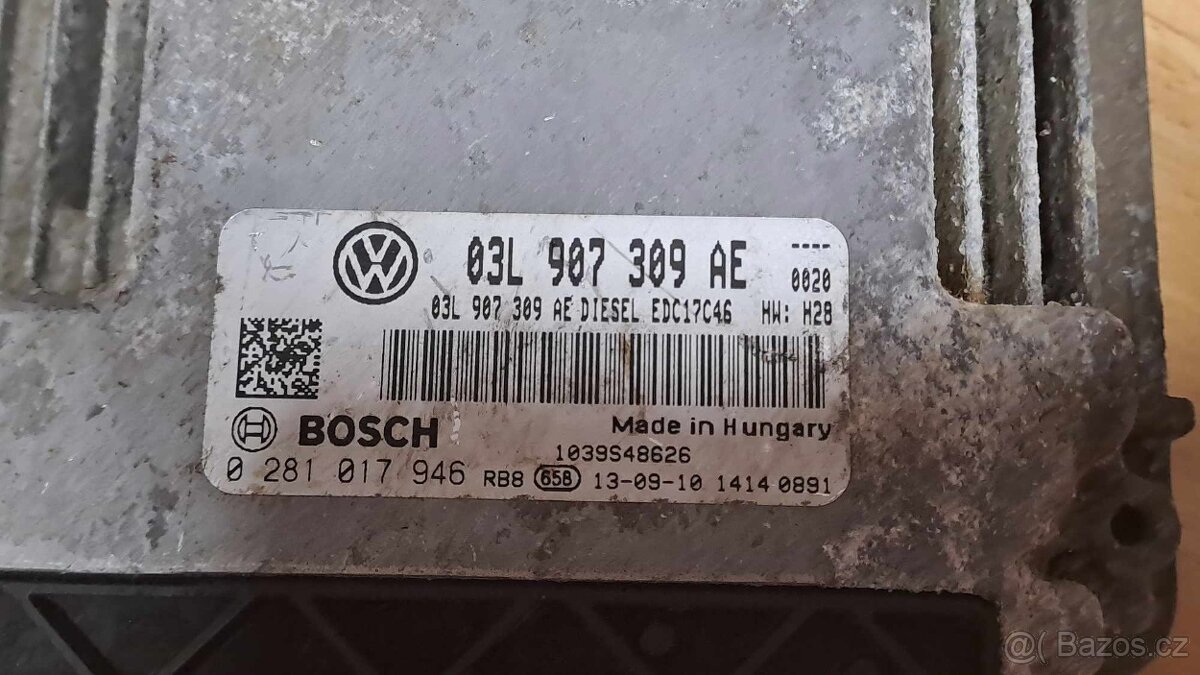 03L 907 309 AE ----
0020
03L 907 309 AE DIESEL EDC17C46 HW: H28
BOSCH
Made in Hungary
1039S48626
0 281 017 946 RB8 658 13-09-10 1414 0891
Bazoš.cz